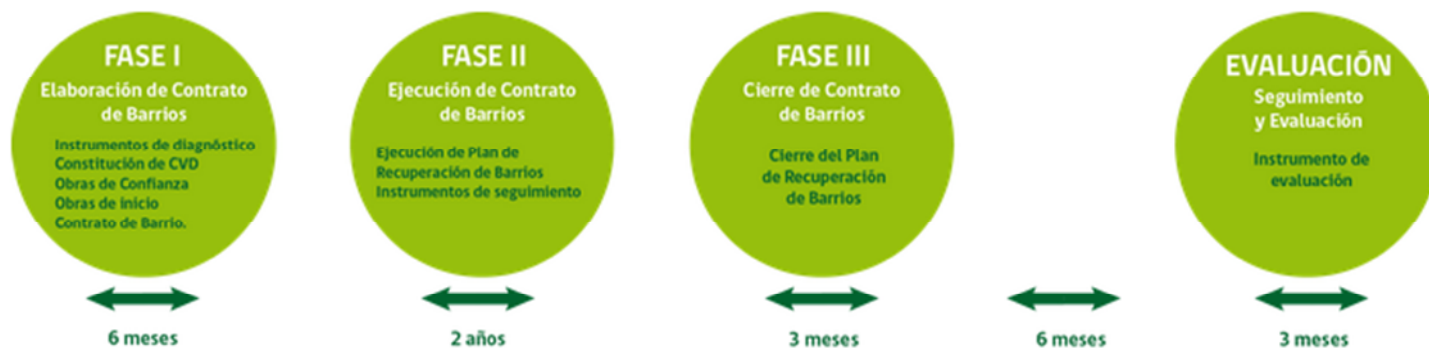 FASE I
Elaboración de Contrato
de Barrios
Instrumentos de diagnóstico
Constitución de CVD
Obras de Confianza
Obras de inicio
Contrato de Barrio.
6 meses
FASE II
Ejecución de Contrato
de Barrios
Ejecución de Plan de
Recuperación de Barrios
Instrumentos de seguimiento
2 años
FASE III
Cierre de Contrato
de Barrios
Cierre del Plan
de Recuperación
de Barrios
3 meses
6 meses
EVALUACIÓN
Seguimiento
y Evaluación
Instrumento de
evaluación
3 meses